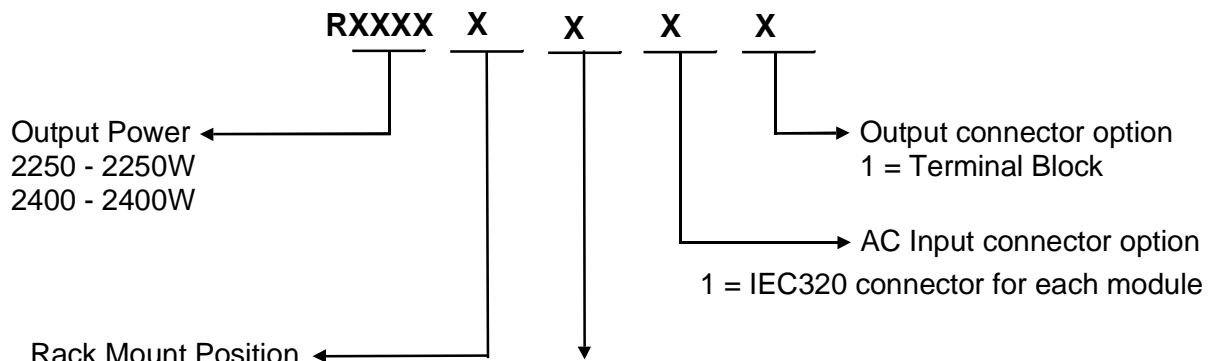 RXXXX X X X X
Output Power
2250 - 2250W
2400 - 2400W
Output connector option
1 = Terminal Block
AC Input connector option
1 = IEC320 connector for each module
Rack Mount Position